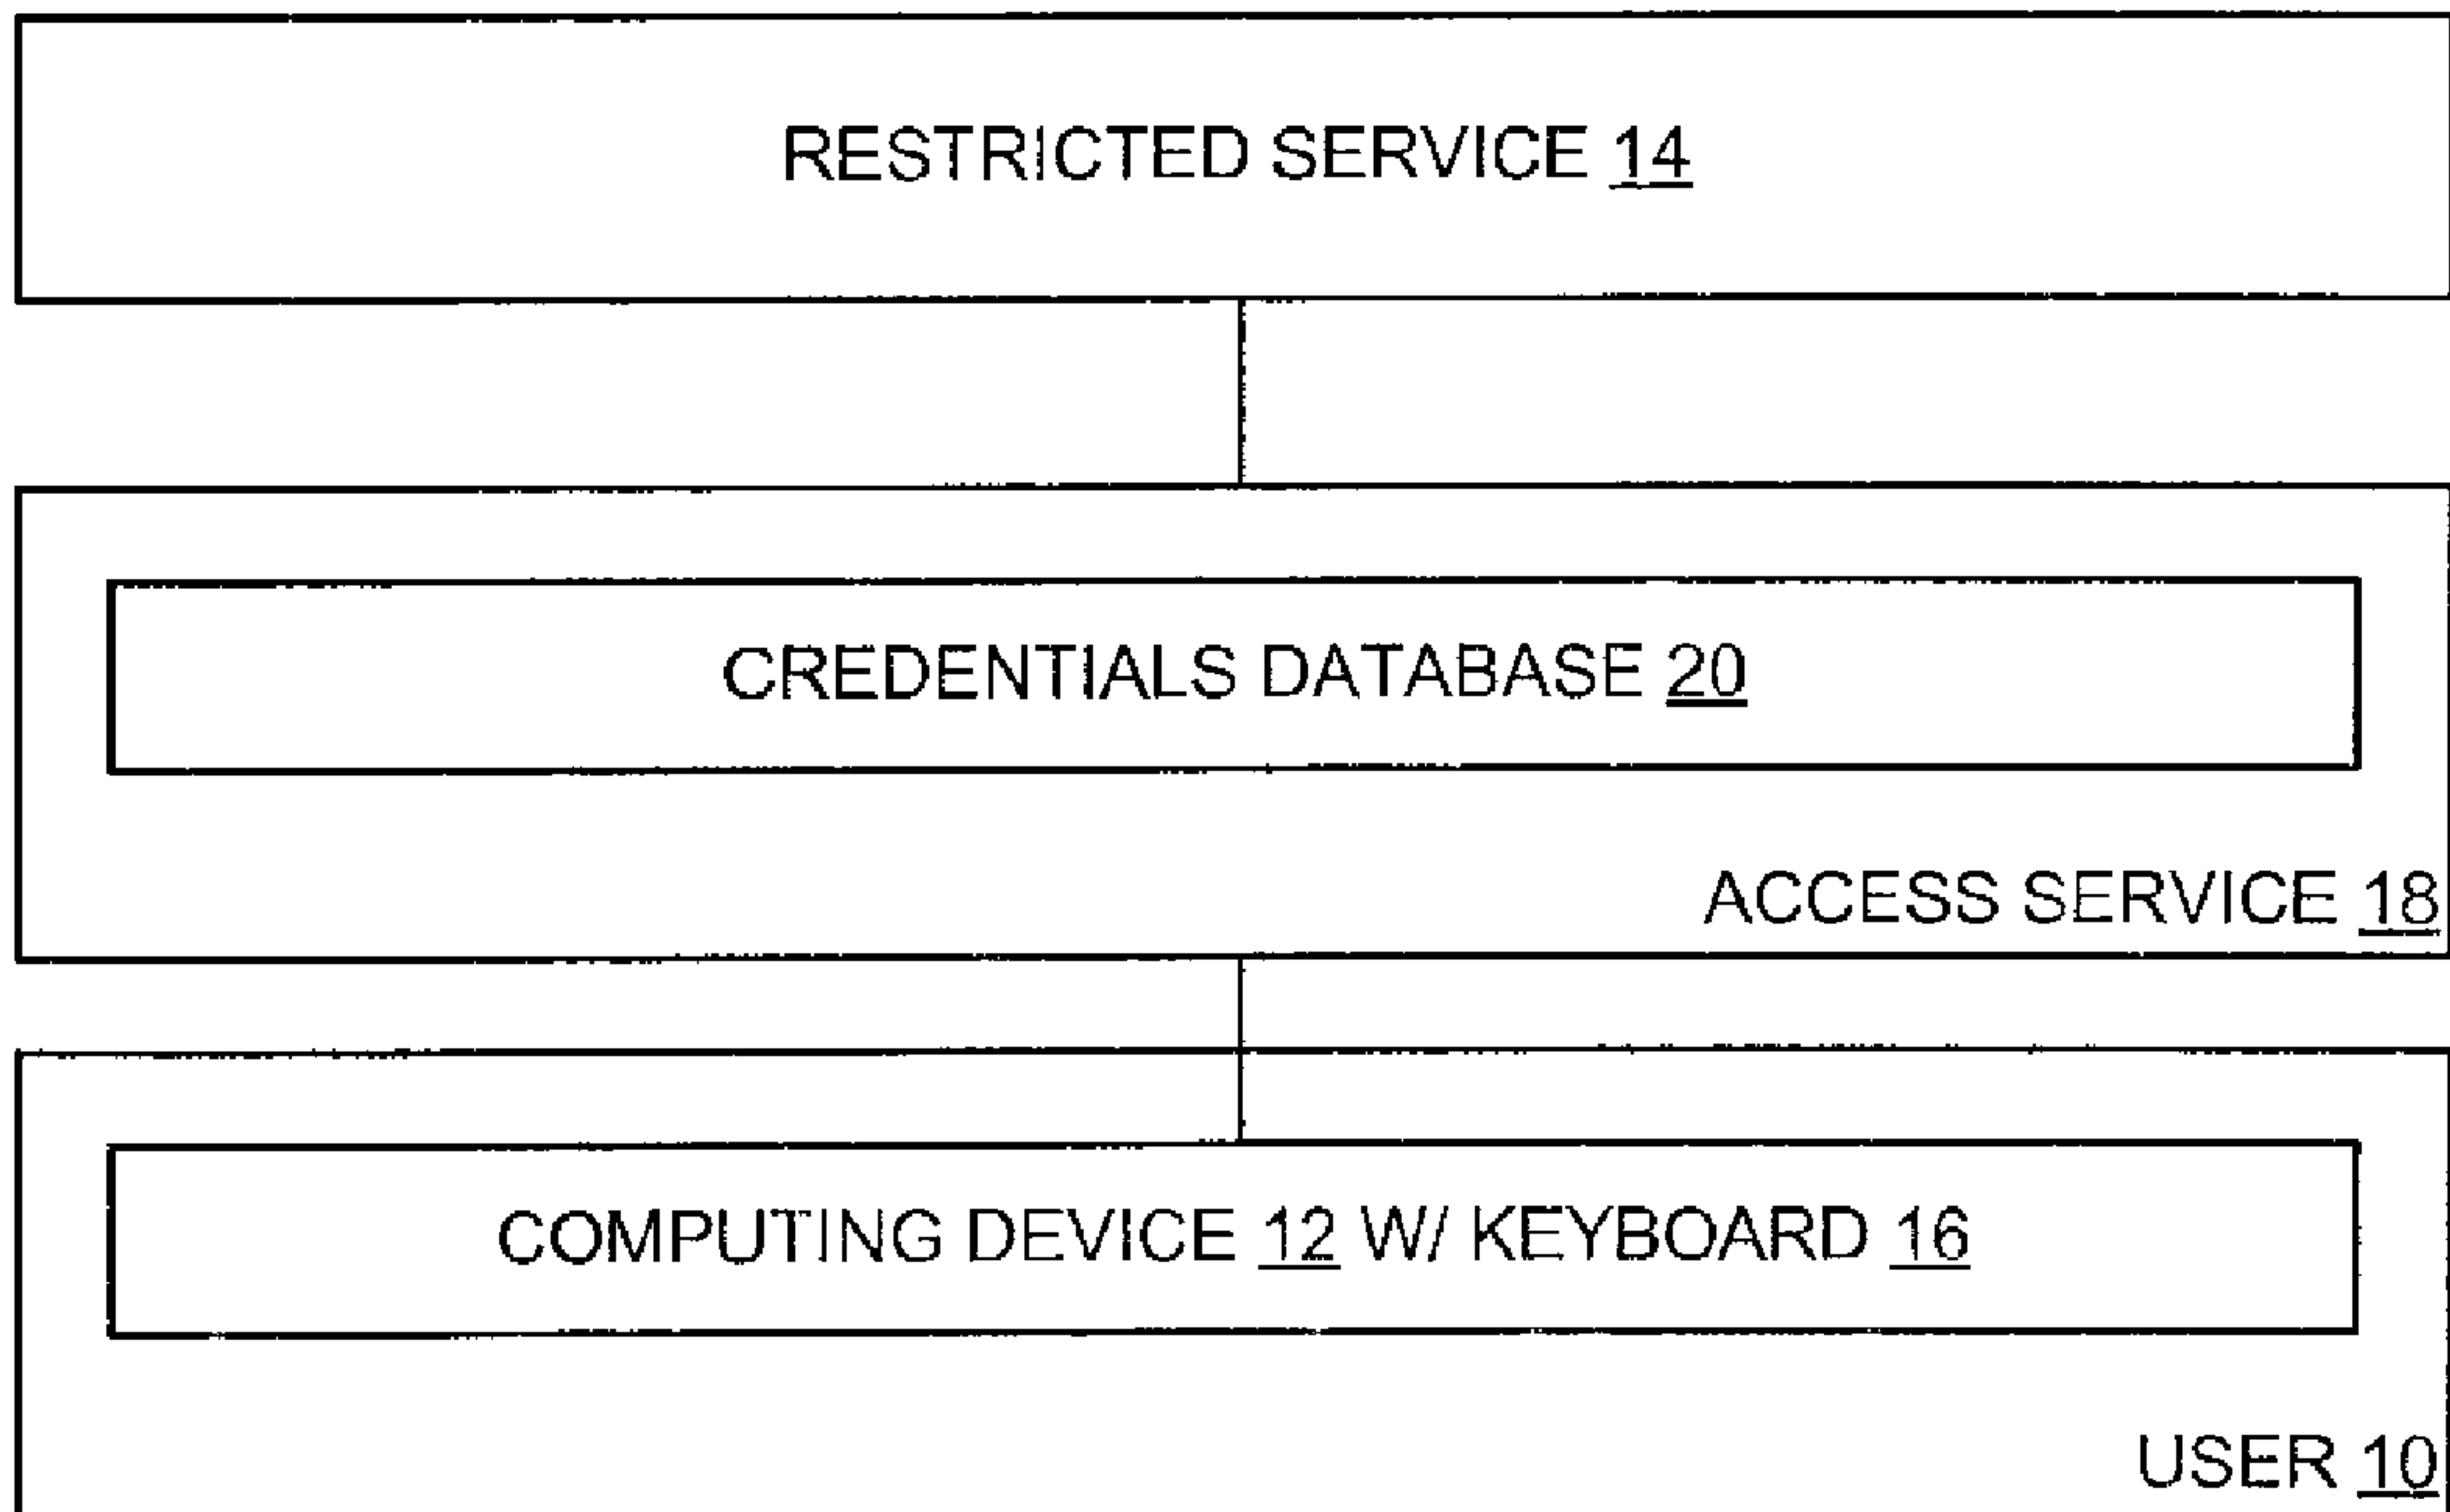 RESTRICTED SERVICE 14
CREDENTIALS DATABASE 20
ACCESS SERVICE 18
COMPUTING DEVICE 12 W/ KEYBOARD 16
USER 10